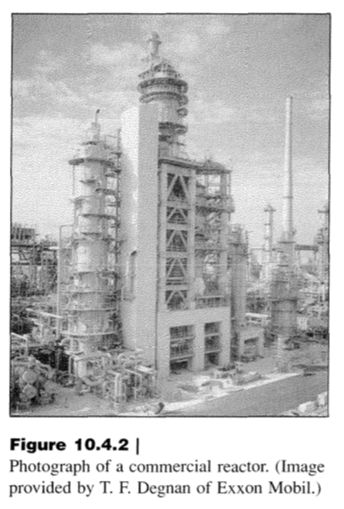 Figure 10.4.2 |
Photograph of a commercial reactor. (Image
provided by T. F. Degnan of Exxon Mobil.)